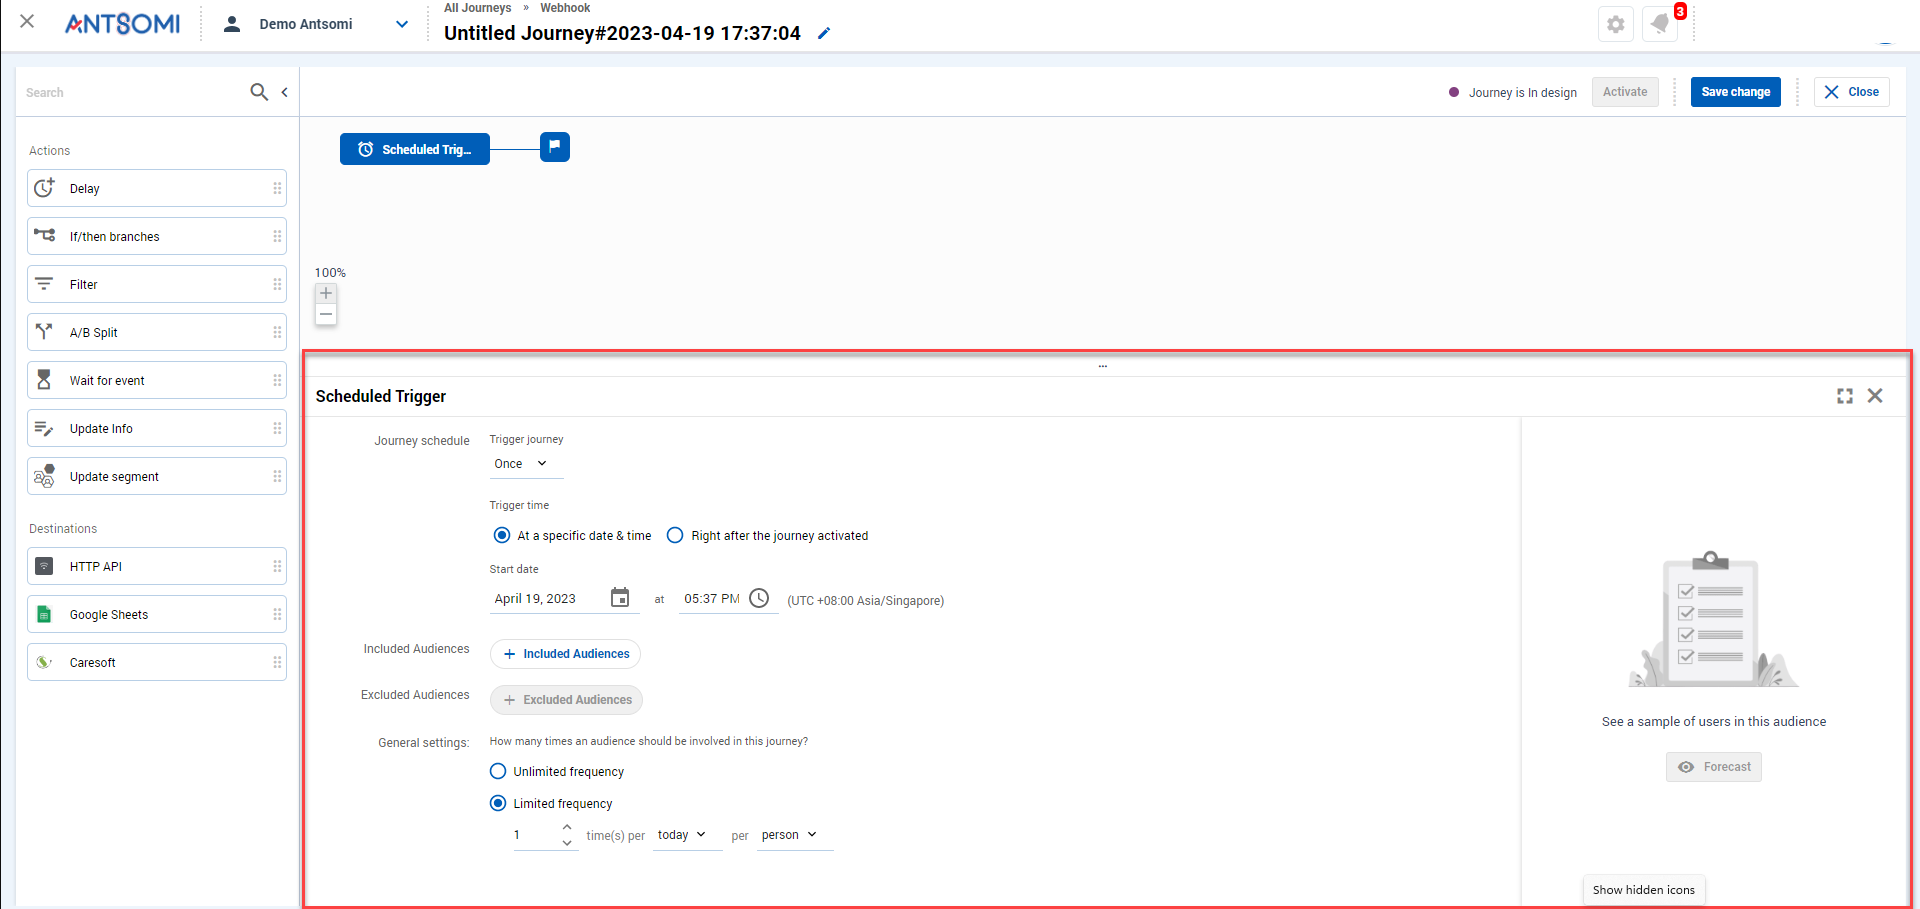 ANTSOMI
Demo Antsomi
All Journeys » Webhook
Untitled Journey#2023-04-19 17:37:04
3
Search
Journey is In design
Activate
Save change
Close
Actions
Delay
If/then branches
Filter
A/B Split
Wait for event
Update Info
Update segment
Destinations
HTTP API
Google Sheets
Caresoft
Scheduled Trig...
100%
...
Scheduled Trigger
Journey schedule
Trigger journey
Once
Trigger time
At a specific date & time
Right after the journey activated
Start date
April 19, 2023 at 05:37 PM (UTC +08:00 Asia/Singapore)
Included Audiences
+ Included Audiences
Excluded Audiences
+ Excluded Audiences
General settings:
How many times an audience should be involved in this journey?
Unlimited frequency
Limited frequency
1 time(s) per today per person
See a sample of users in this audience
Forecast
Show hidden icons